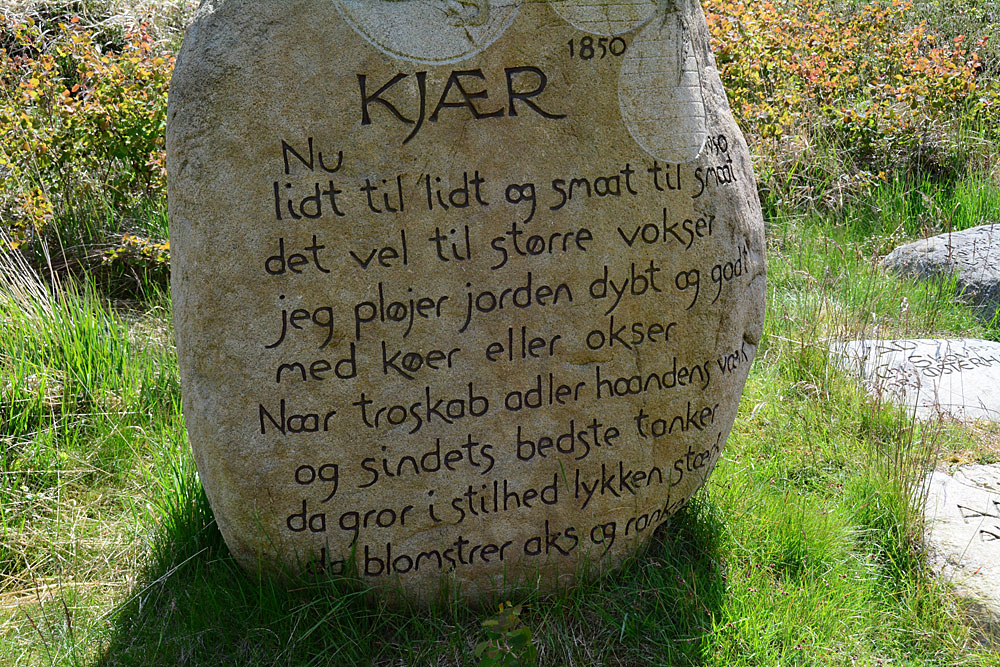 1850
KJÆR
Nu
lidt til lidt og smaat til smaat
det vel til større vokser
jeg pløjer jorden dybt og godt
med køer eller okser
Naar troskab adler haandens værk
og sindets bedste tanker
da gror i stilhed lykken stærk
da blomstrer aks og ranker